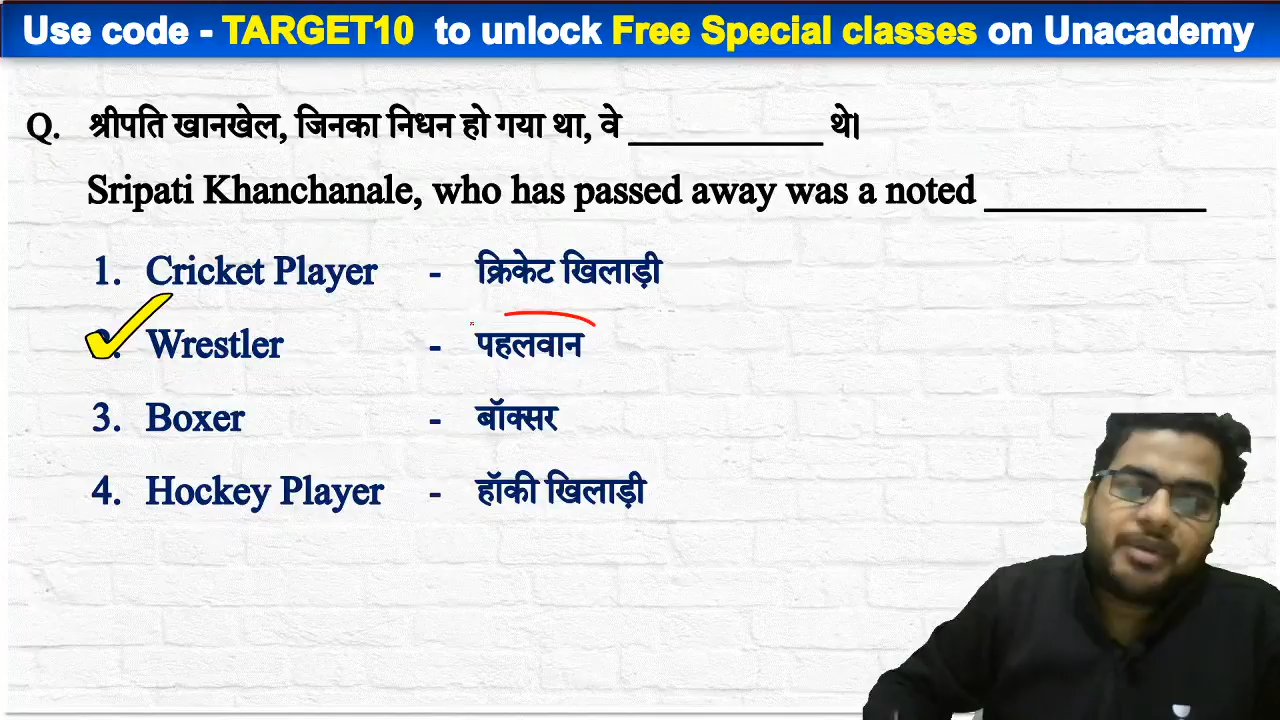 Use code - TARGET10 to unlock Free Special classes on Unacademy
Q. श्रीपति खानखेल, जिनका निधन हो गया था, वे __________ थे।
Sripati Khanchanale, who has passed away was a noted ___________
1. Cricket Player - क्रिकेट खिलाड़ी
Wrestler - पहलवान
3. Boxer - बॉक्सर
4. Hockey Player - हॉकी खिलाड़ी